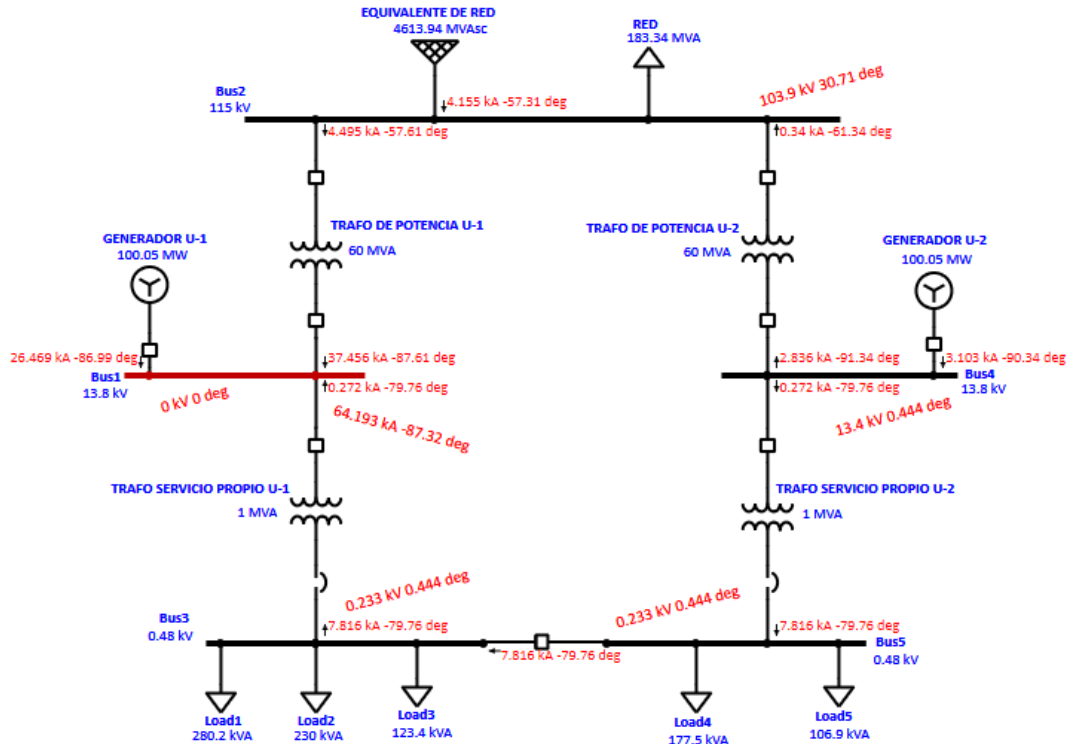 EQUIVALENTE DE RED
4613.94 MVAsc
RED
183.34 MVA
Bus2
115 kV
4.155 kA -57.31 deg
103.9 kV 30.71 deg
4.495 kA -57.61 deg
0.34 kA -61.34 deg
TRAFO DE POTENCIA U-1
60 MVA
TRAFO DE POTENCIA U-2
60 MVA
GENERADOR U-1
100.05 MW
GENERADOR U-2
100.05 MW
26.469 kA -86.99 deg
37.456 kA -87.61 deg
2.836 kA -91.34 deg
3.103 kA -90.34 deg
Bus1
13.8 kV
0 kV 0 deg
0.272 kA -79.76 deg
64.193 kA -87.32 deg
0.272 kA -79.76 deg
Bus4
13.8 kV
13.4 kV 0.444 deg
TRAFO SERVICIO PROPIO U-1
1 MVA
TRAFO SERVICIO PROPIO U-2
1 MVA
0.233 kV 0.444 deg
0.233 kV 0.444 deg
Bus3
0.48 kV
7.816 kA -79.76 deg
7.816 kA -79.76 deg
7.816 kA -79.76 deg
Bus5
0.48 kV
Load1
280.2 kVA
Load2
230 kVA
Load3
123.4 kVA
Load4
177.5 kVA
Load5
106.9 kVA